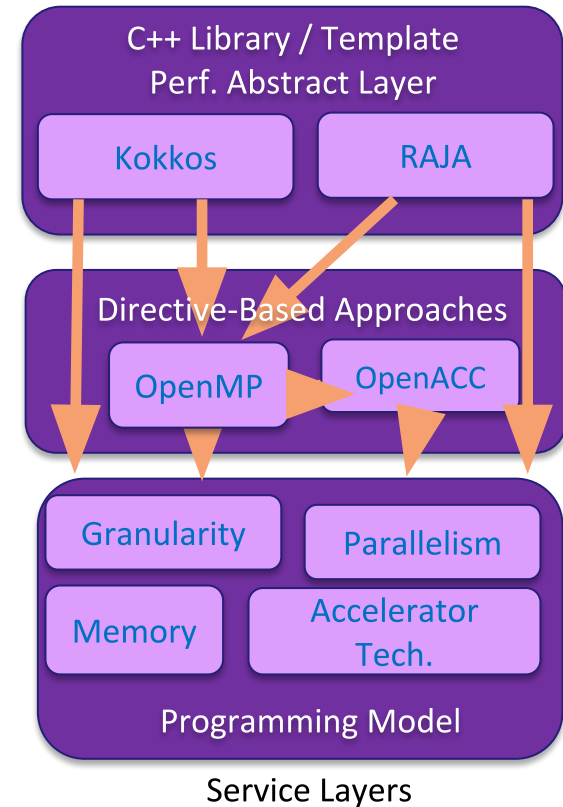 C++ Library / Template
Perf. Abstract Layer
Kokkos
RAJA
Directive-Based Approaches
OpenMP
OpenACC
Granularity
Parallelism
Memory
Accelerator
Tech.
Programming Model
Service Layers